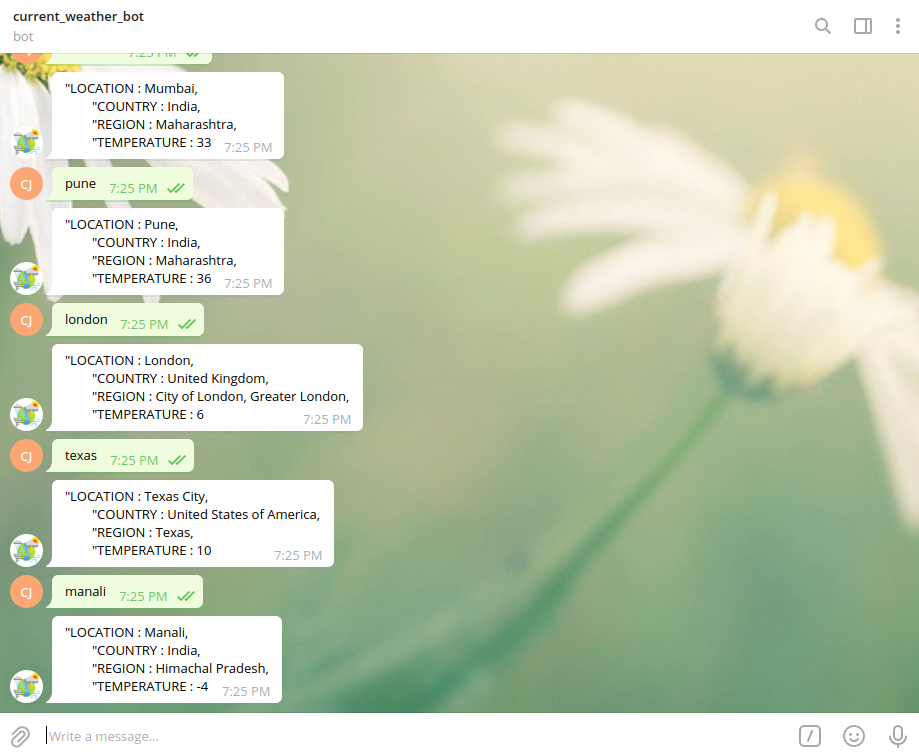 current_weather_bot
bot
7:25 PM
"LOCATION : Mumbai,
"COUNTRY : India,
"REGION : Maharashtra,
"TEMPERATURE : 33 7:25 PM
CJ pune 7:25 PM
"LOCATION : Pune,
"COUNTRY : India,
"REGION : Maharashtra,
"TEMPERATURE : 36 7:25 PM
CJ london 7:25 PM
"LOCATION : London,
"COUNTRY : United Kingdom,
"REGION : City of London, Greater London,
"TEMPERATURE : 6 7:25 PM
CJ texas 7:25 PM
"LOCATION : Texas City,
"COUNTRY : United States of America,
"REGION : Texas,
"TEMPERATURE : 10 7:25 PM
CJ manali 7:25 PM
"LOCATION : Manali,
"COUNTRY : India,
"REGION : Himachal Pradesh,
"TEMPERATURE : -4 7:25 PM
Write a message...